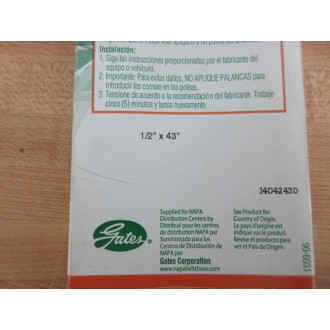 Instalación:
1. Siga las instrucciones proporcionadas por el fabricante del
equipo o vehículo.
2. Importante: Para evitar daños, NO APLIQUE PALANCAS para
introducir las correas en las poleas.
3. Tensione de acuerdo a la recomendación del fabricante. Trabaje
cinco (5) minutos y tense nuevamente.
1/2" x 43"
14042430
Gates
Supplied for NAPA
Distribution Centers by
Distribué pour les centres
de distribution NAPA par
Suministrado para los
Centros de Distribución
de NAPA por
Gates Corporation
www.napabeltshose.com
See Product for
Country of Origin.
Le pays d'origine est
indiqué sur le produit.
Revise el producto para
ver el País de Origen.